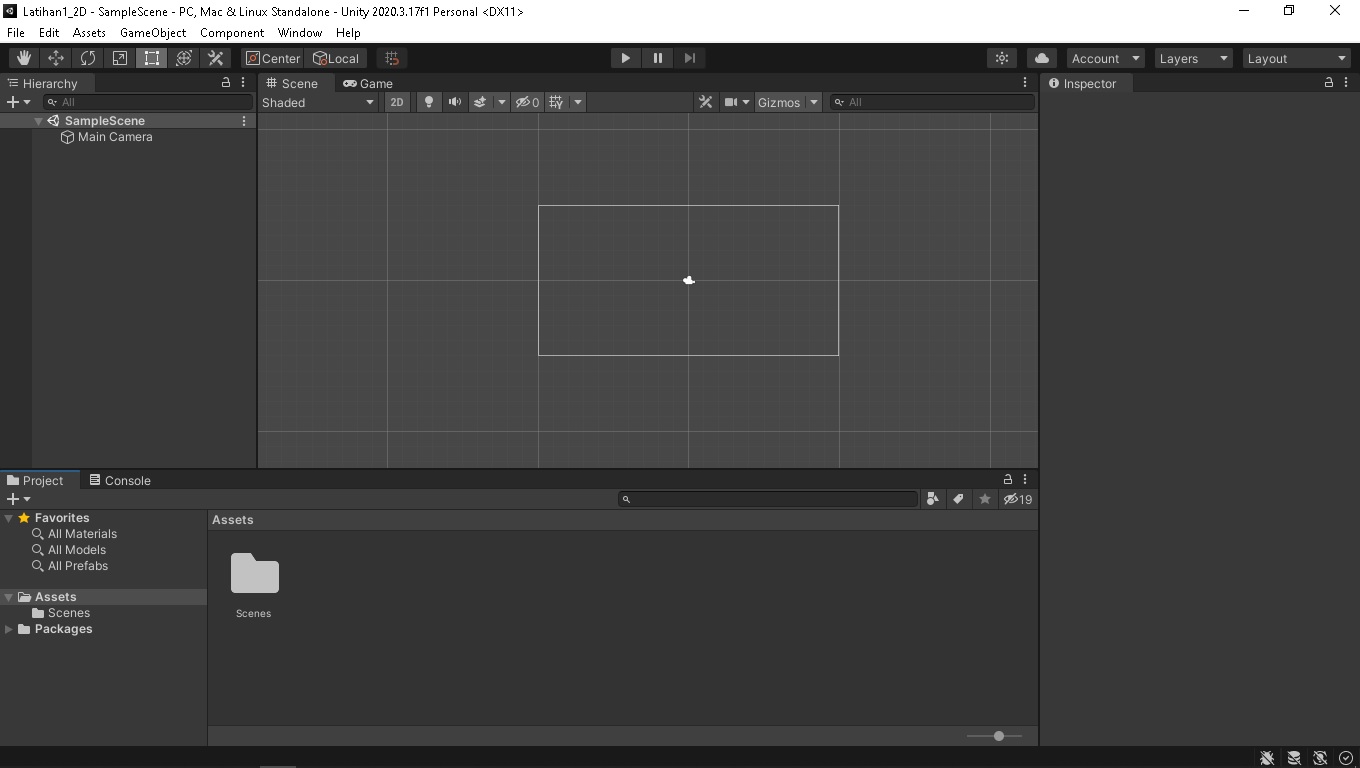 Latihan1_2D - SampleScene - PC, Mac & Linux Standalone - Unity 2020.3.17f1 Personal <DX11>
File Edit Assets GameObject Component Window Help
Center Local Account Layers Layout
Hierarchy
All
SampleScene
Main Camera
Scene Game
Shaded 2D 0 Gizmos All
Inspector
Project Console
19
Favorites
All Materials
All Models
All Prefabs
Assets
Scenes
Packages
Assets
Scenes